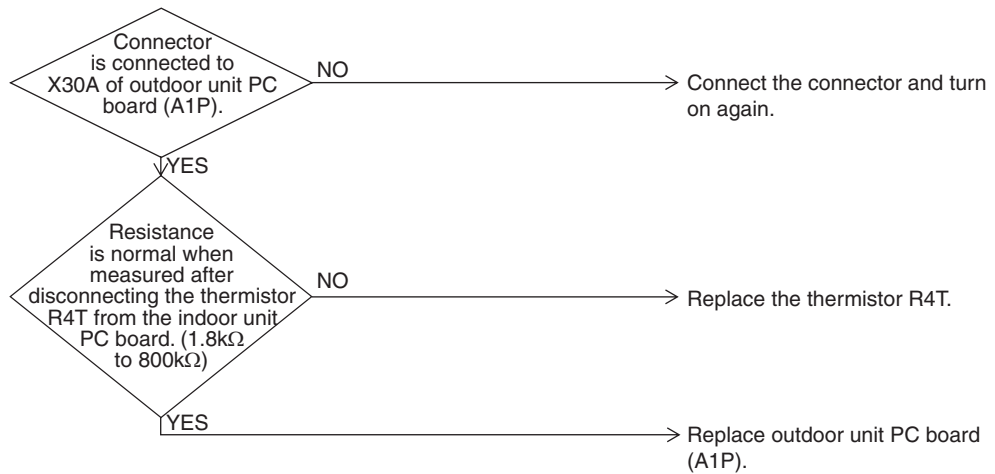 Connector
is connected to
X30A of outdoor unit PC
board (A1P).
NO
Connect the connector and turn
on again.
YES
Resistance
is normal when
measured after
disconnecting the thermistor
R4T from the indoor unit
PC board. (1.8kΩ
to 800kΩ)
NO
Replace the thermistor R4T.
YES
Replace outdoor unit PC board
(A1P).